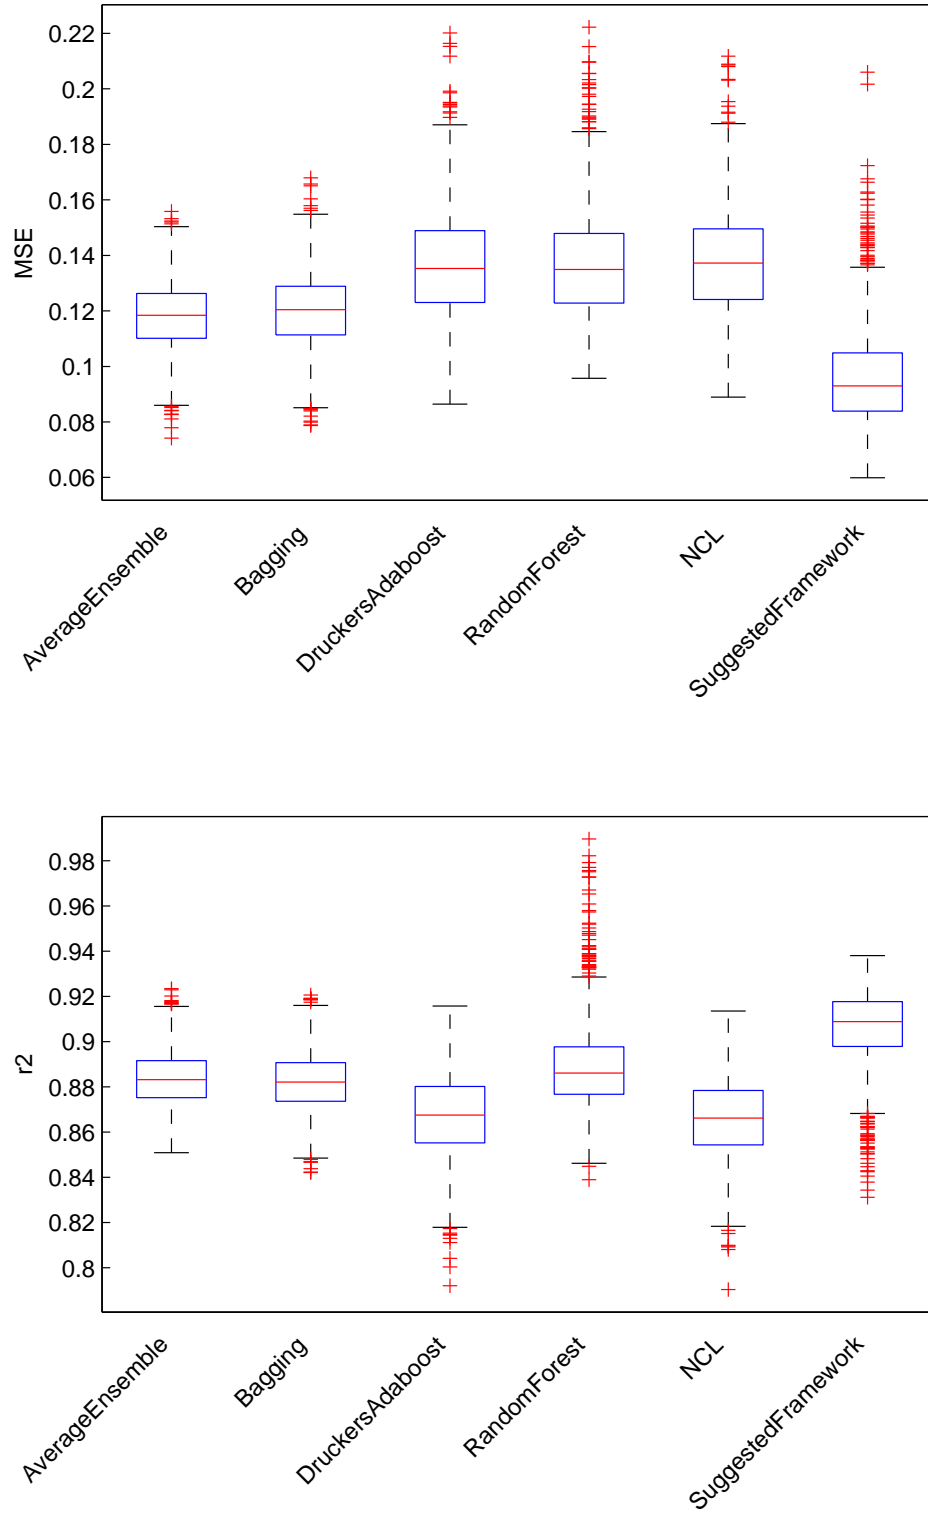 0.22
0.2
0.18
0.16
0.14
0.12
0.1
0.08
0.06
MSE
AverageEnsemble
Bagging
DruckersAdaboost
RandomForest
NCL
SuggestedFramework
0.98
0.96
0.94
0.92
0.9
0.88
0.86
0.84
0.82
0.8
r2
AverageEnsemble
Bagging
DruckersAdaboost
RandomForest
NCL
SuggestedFramework